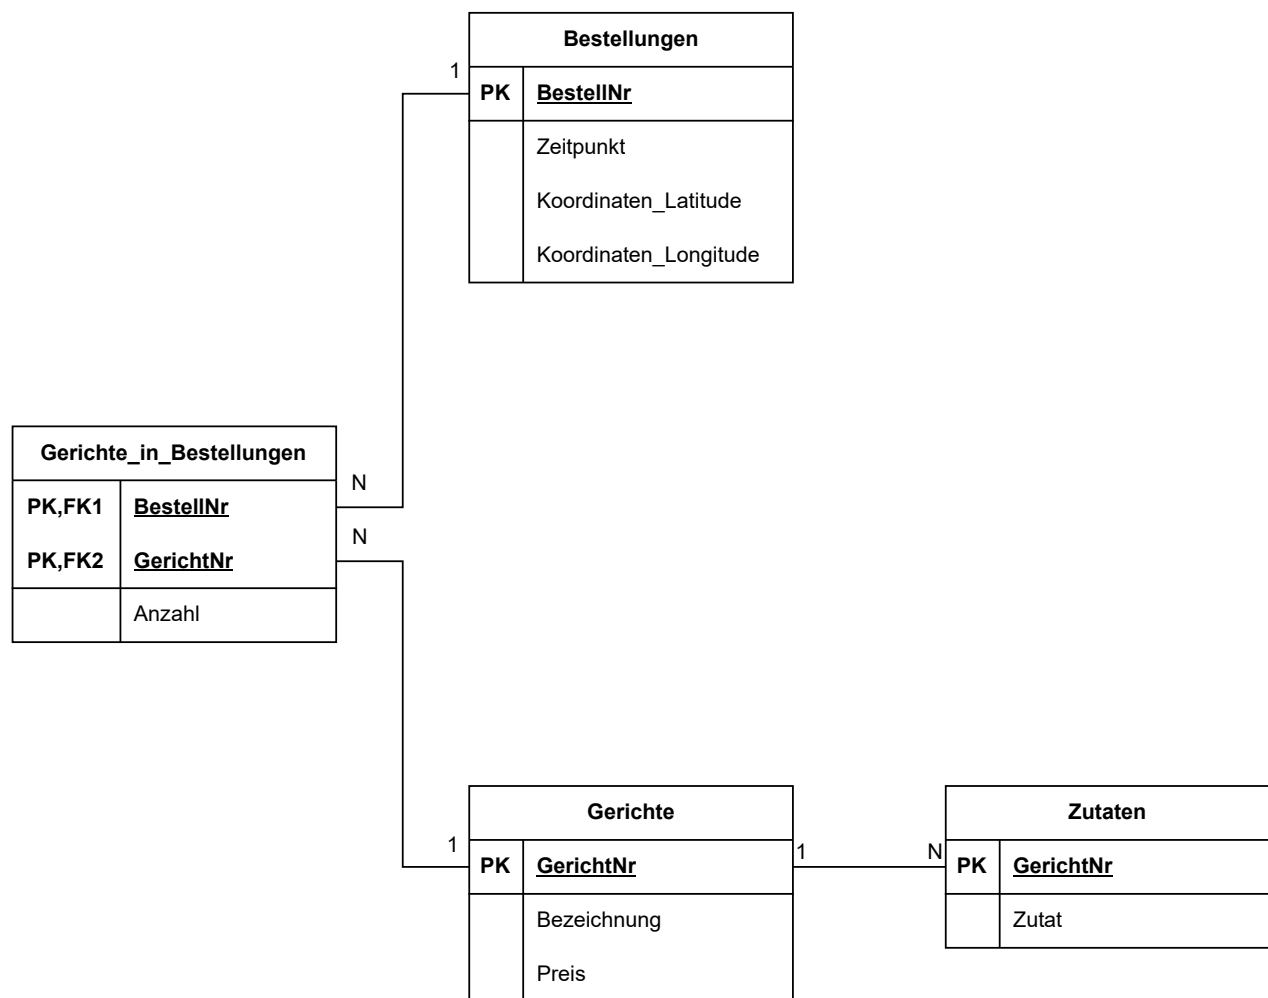 Bestellungen
1
PK BestellNr
Zeitpunkt
Koordinaten_Latitude
Koordinaten_Longitude
Gerichte_in_Bestellungen
N
PK,FK1 BestellNr
N
PK,FK2 GerichtNr
Anzahl
Gerichte
1
PK GerichtNr
Bezeichnung
Preis
1
N
Zutaten
PK GerichtNr
Zutat